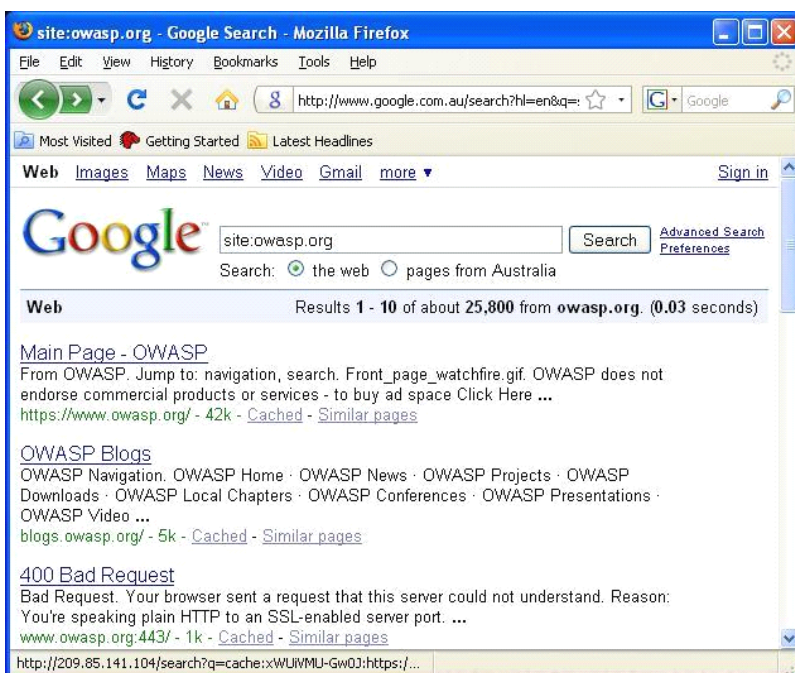 site:owasp.org - Google Search - Mozilla Firefox
File Edit View History Bookmarks Tools Help
http://www.google.com.au/search?hl=en&q=: G Google
Most Visited Getting Started Latest Headlines
Web Images Maps News Video Gmail more ▼ Sign in
Google site:owasp.org Search Advanced Search
Preferences
Search: the web pages from Australia
Web Results 1 - 10 of about 25,800 from owasp.org. (0.03 seconds)
Main Page - OWASP
From OWASP. Jump to: navigation, search. Front_page_watchfire.gif. OWASP does not
endorse commercial products or services - to buy ad space Click Here ...
https://www.owasp.org/ - 42k - Cached - Similar pages
OWASP Blogs
OWASP Navigation. OWASP Home · OWASP News · OWASP Projects · OWASP
Downloads · OWASP Local Chapters · OWASP Conferences · OWASP Presentations ·
OWASP Video ...
blogs.owasp.org/ - 5k - Cached - Similar pages
400 Bad Request
Bad Request. Your browser sent a request that this server could not understand. Reason:
You're speaking plain HTTP to an SSL-enabled server port. ...
www.owasp.org:443/ - 1k - Cached - Similar pages
http://209.85.141.104/search?q=cache:xWUiVMU-Gw0J:https:/...